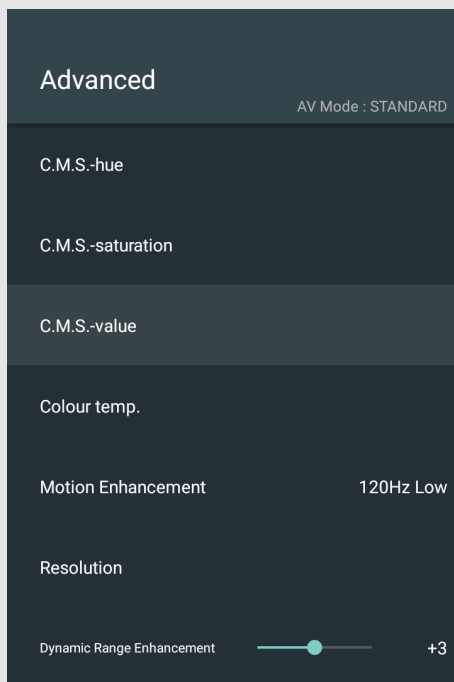 Advanced
AV Mode : STANDARD
C.M.S.-hue
C.M.S.-saturation
C.M.S.-value
Colour temp.
Motion Enhancement 120Hz Low
Resolution
Dynamic Range Enhancement +3